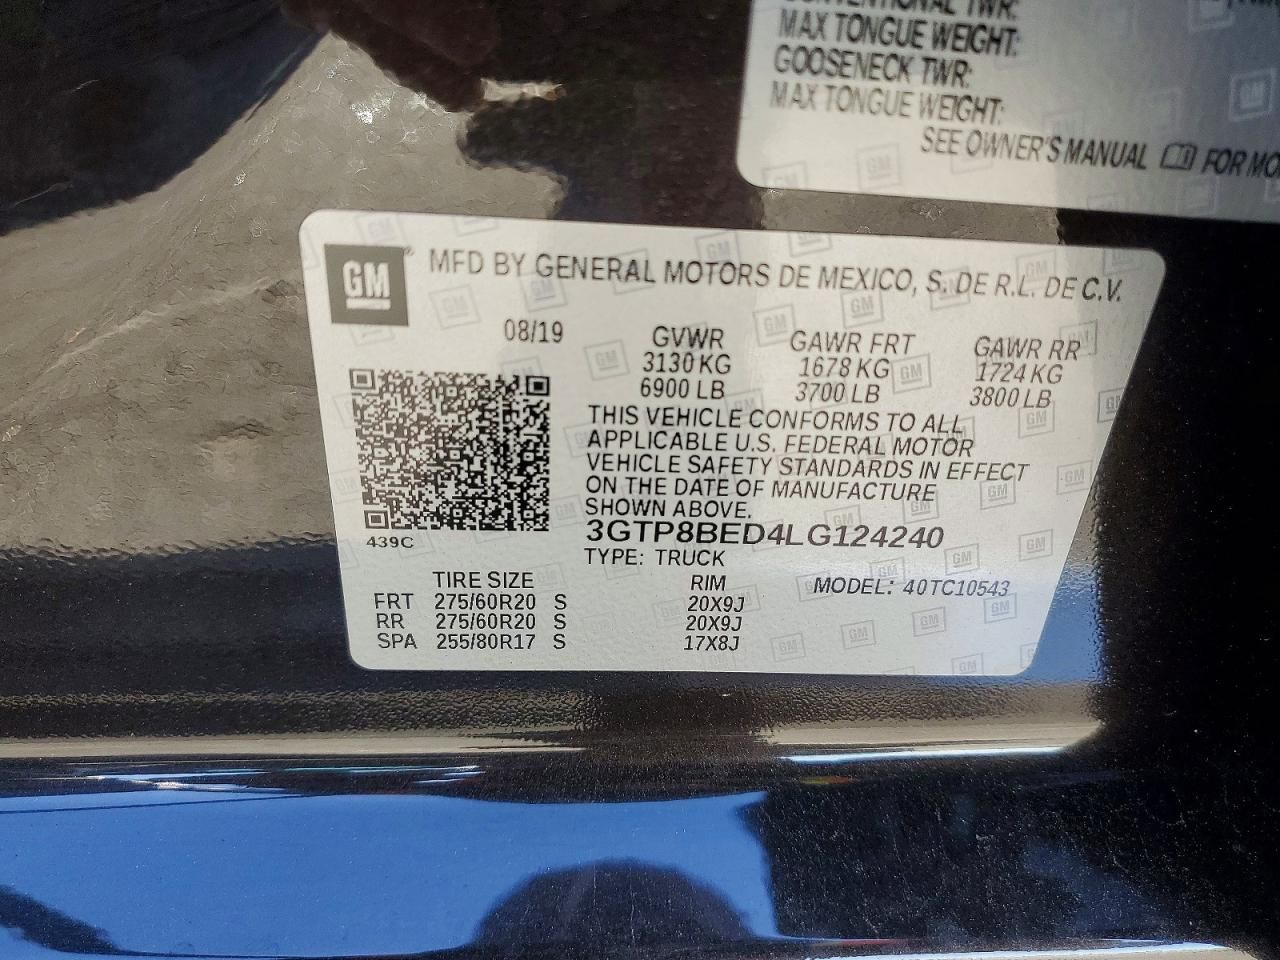 CONVENTIONAL TWR:
MAX TONGUE WEIGHT:
GOOSENECK TWR:
MAX TONGUE WEIGHT:
SEE OWNER'S MANUAL FOR MO
GM® MFD BY GENERAL MOTORS DE MEXICO, S. DE R.L. DE C.V.
08/19 GVWR GAWR FRT GAWR RR
3130 KG 1678 KG 1724 KG
6900 LB 3700 LB 3800 LB
THIS VEHICLE CONFORMS TO ALL
APPLICABLE U.S. FEDERAL MOTOR
VEHICLE SAFETY STANDARDS IN EFFECT
ON THE DATE OF MANUFACTURE
SHOWN ABOVE.
439C 3GTP8BED4LG124240
TYPE: TRUCK
TIRE SIZE RIM MODEL: 40TC10543
FRT 275/60R20 S 20X9J
RR 275/60R20 S 20X9J
SPA 255/80R17 S 17X8J